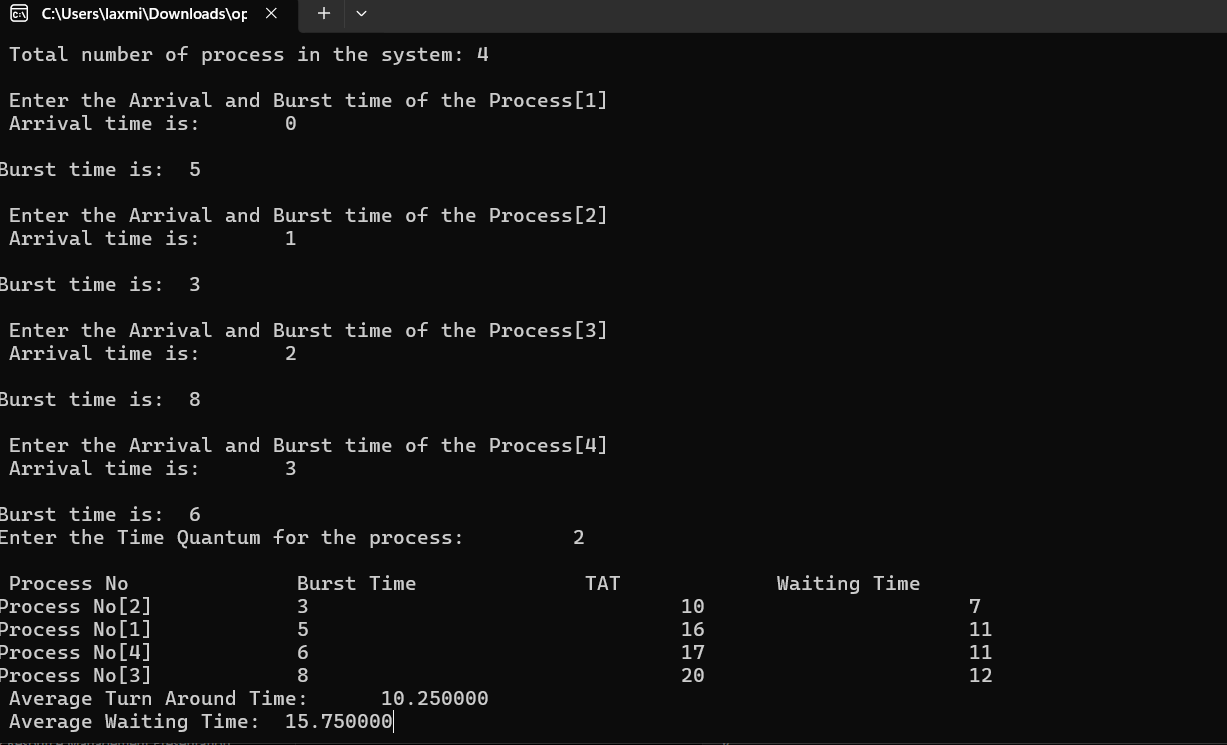 C:\Users\laxmi\Downloads\op
Total number of process in the system: 4
Enter the Arrival and Burst time of the Process[1]
Arrival time is: 0
Burst time is: 5
Enter the Arrival and Burst time of the Process[2]
Arrival time is: 1
Burst time is: 3
Enter the Arrival and Burst time of the Process[3]
Arrival time is: 2
Burst time is: 8
Enter the Arrival and Burst time of the Process[4]
Arrival time is: 3
Burst time is: 6
Enter the Time Quantum for the process: 2
Process No Burst Time TAT Waiting Time
Process No[2] 3 10 7
Process No[1] 5 16 11
Process No[4] 6 17 11
Process No[3] 8 20 12
Average Turn Around Time: 10.250000
Average Waiting Time: 15.750000